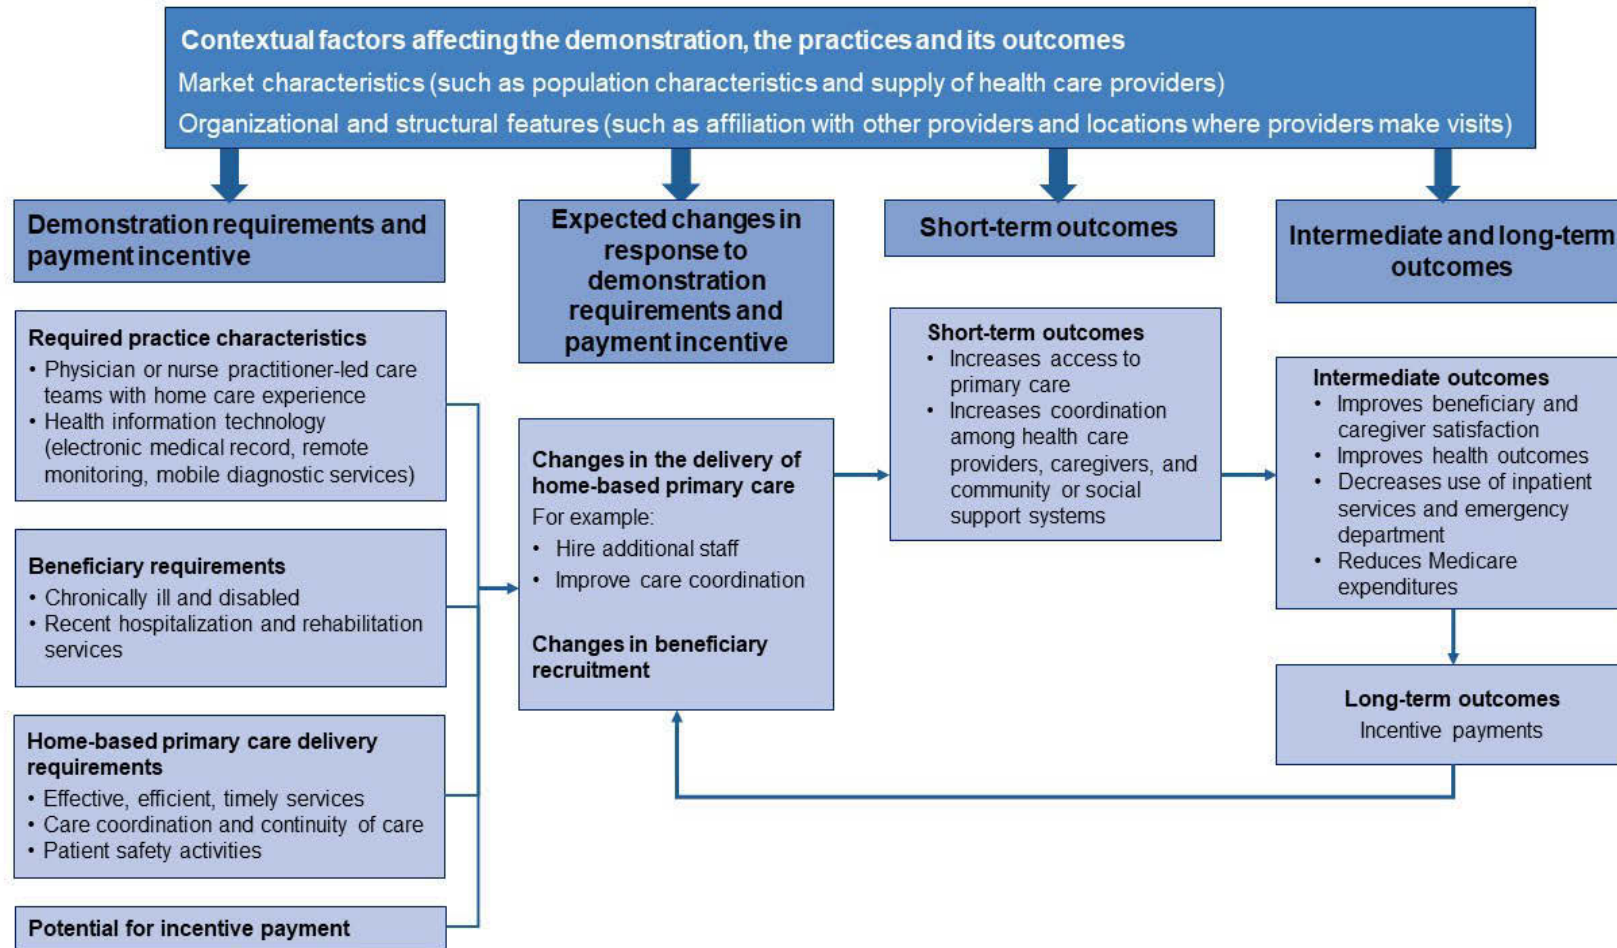 Contextual factors affecting the demonstration, the practices and its outcomes
Market characteristics (such as population characteristics and supply of health care providers)
Organizational and structural features (such as affiliation with other providers and locations where providers make visits)
Demonstration requirements and
payment incentive
Required practice characteristics
• Physician or nurse practitioner-led care
teams with home care experience
• Health information technology
(electronic medical record, remote
monitoring, mobile diagnostic services)
Beneficiary requirements
• Chronically ill and disabled
• Recent hospitalization and rehabilitation
services
Home-based primary care delivery
requirements
• Effective, efficient, timely services
• Care coordination and continuity of care
• Patient safety activities
Potential for incentive payment
Expected changes in
response to
demonstration
requirements and
payment incentive
Changes in the delivery of
home-based primary care
For example:
• Hire additional staff
• Improve care coordination
Changes in beneficiary
recruitment
Short-term outcomes
Short-term outcomes
• Increases access to
primary care
• Increases coordination
among health care
providers, caregivers, and
community or social
support systems
Intermediate and long-term
outcomes
Intermediate outcomes
• Improves beneficiary and
caregiver satisfaction
• Improves health outcomes
• Decreases use of inpatient
services and emergency
department
• Reduces Medicare
expenditures
Long-term outcomes
Incentive payments